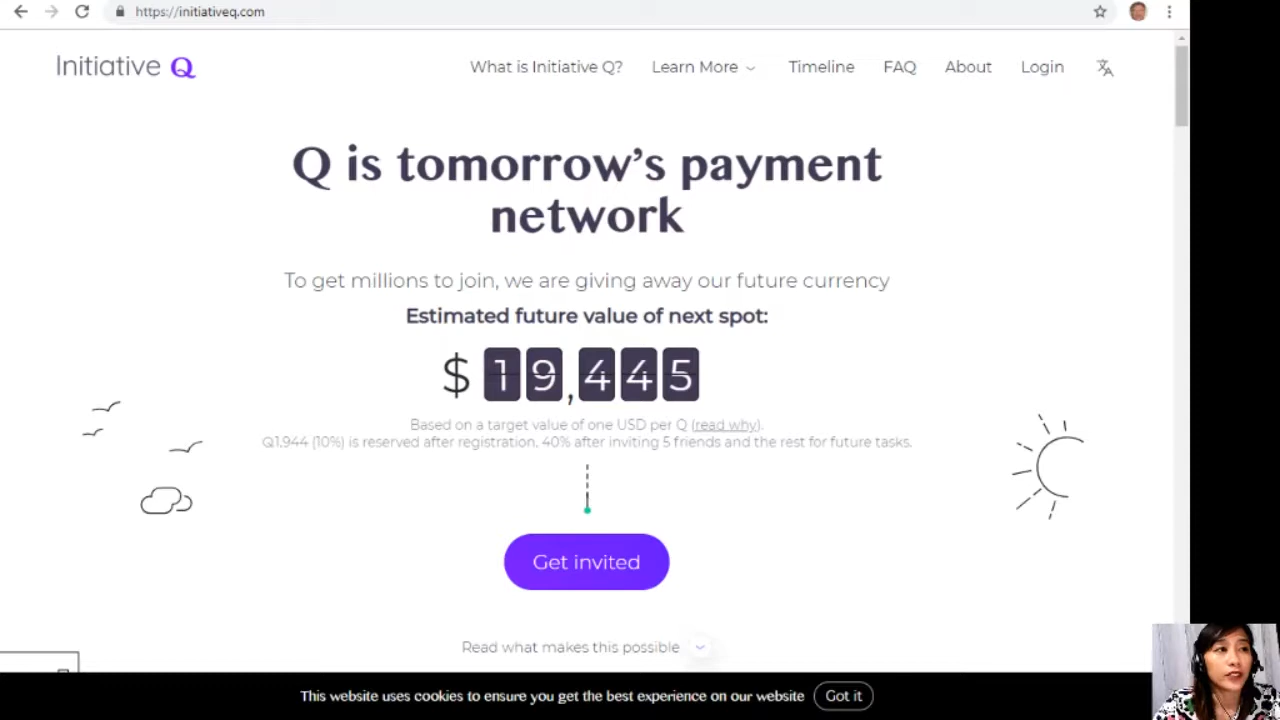 https://initiativeq.com
Initiative Q
What is Initiative Q?
Learn More
Timeline
FAQ
About
Login
Q is tomorrow's payment
network
To get millions to join, we are giving away our future currency
Estimated future value of next spot:
$ 19,445
Based on a target value of one USD per Q (read why).
Q1,944 (10%) is reserved after registration, 40% after inviting 5 friends and the rest for future tasks.
Get invited
Read what makes this possible
This website uses cookies to ensure you get the best experience on our website
Got it